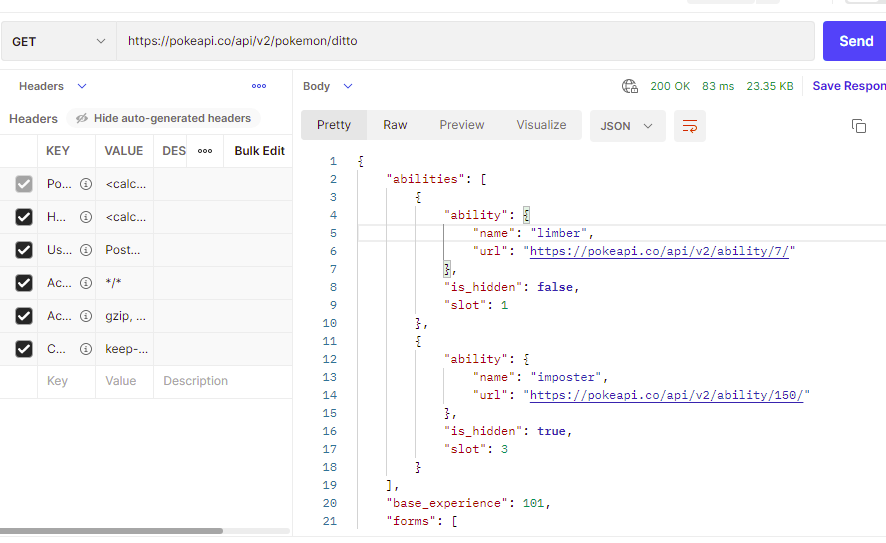 GET
https://pokeapi.co/api/v2/pokemon/ditto
Send
Headers
Headers
Hide auto-generated headers
KEY VALUE DES Bulk Edit
Po... <calc...
H... <calc...
Us... Post...
Ac... */*
Ac... gzip, ...
C... keep-...
Key Value Description
Body
200 OK 83 ms 23.35 KB Save Respon
Pretty Raw Preview Visualize JSON
1 {
2 "abilities": [
3 {
4 "ability": {
5 "name": "limber",
6 "url": "https://pokeapi.co/api/v2/ability/7/"
7 },
8 "is_hidden": false,
9 "slot": 1
10 },
11 {
12 "ability": {
13 "name": "imposter",
14 "url": "https://pokeapi.co/api/v2/ability/150/"
15 },
16 "is_hidden": true,
17 "slot": 3
18 }
19 ],
20 "base_experience": 101,
21 "forms": [